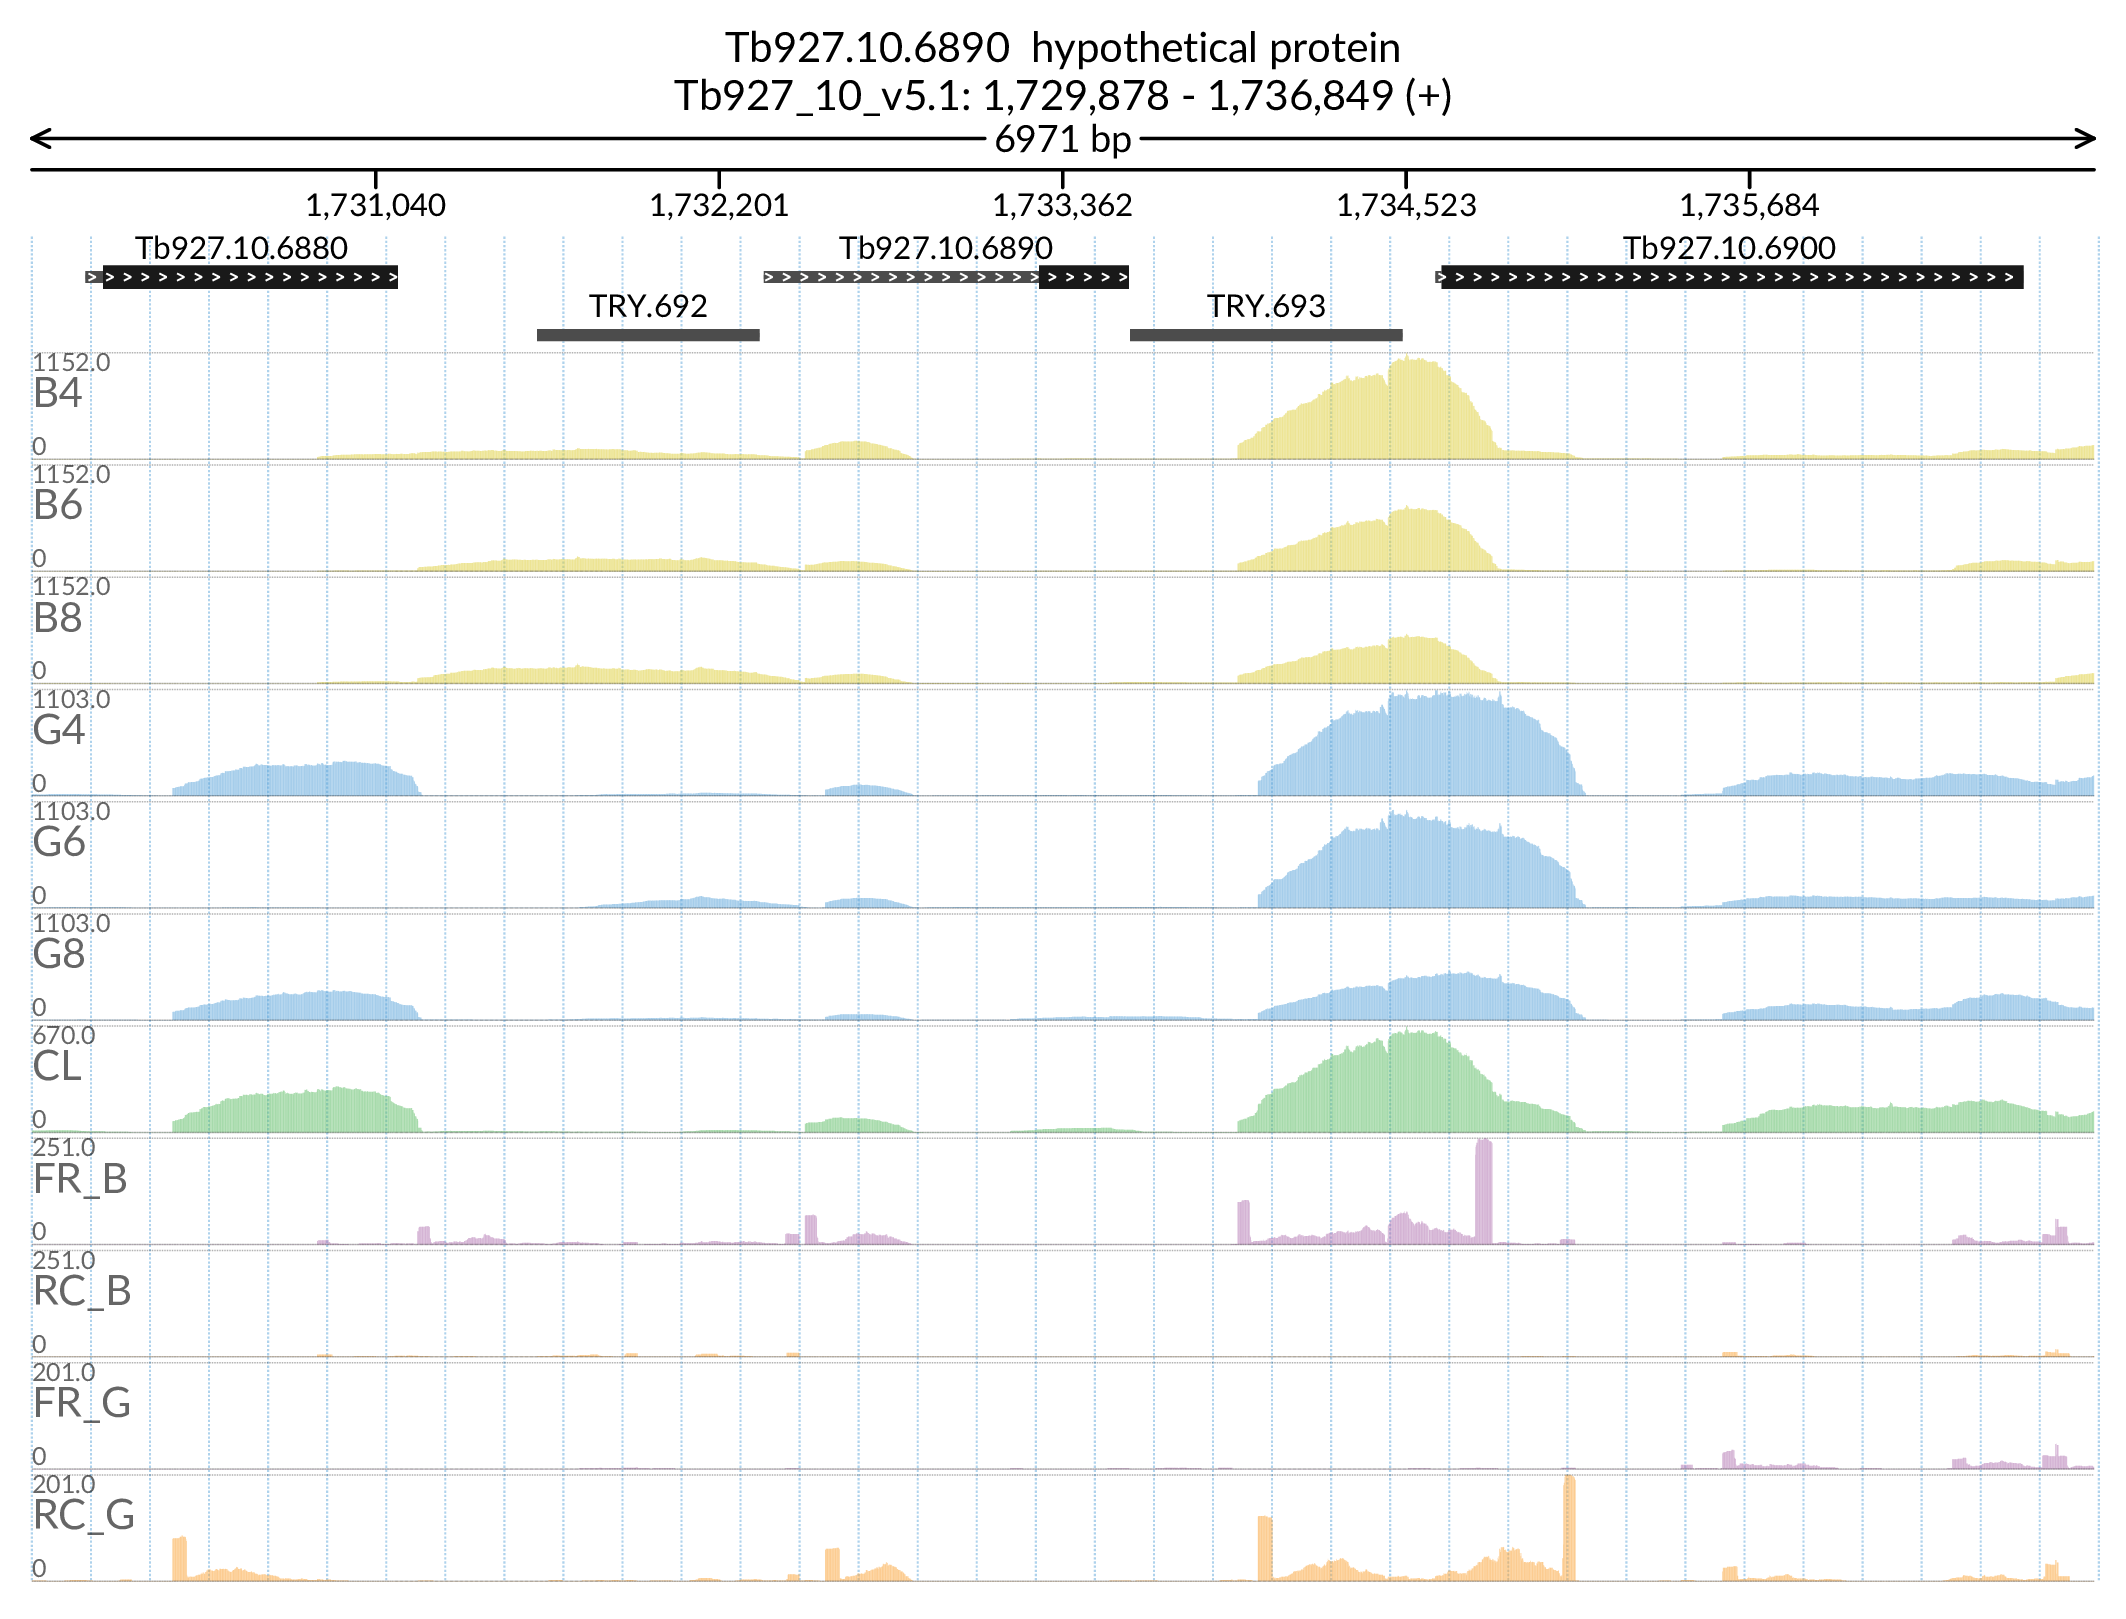 Tb927.10.6890 hypothetical protein
Tb927_10_v5.1: 1,729,878 - 1,736,849 (+)
6971 bp
1,731,040 1,732,201 1,733,362 1,734,523 1,735,684
Tb927.10.6880 Tb927.10.6890 Tb927.10.6900
TRY.692 TRY.693
1152.0
B4
0
1152.0
B6
0
1152.0
B8
0
1103.0
G4
0
1103.0
G6
0
1103.0
G8
0
670.0
CL
0
251.0
FR_B
0
251.0
RC_B
0
201.0
FR_G
0
201.0
RC_G
0